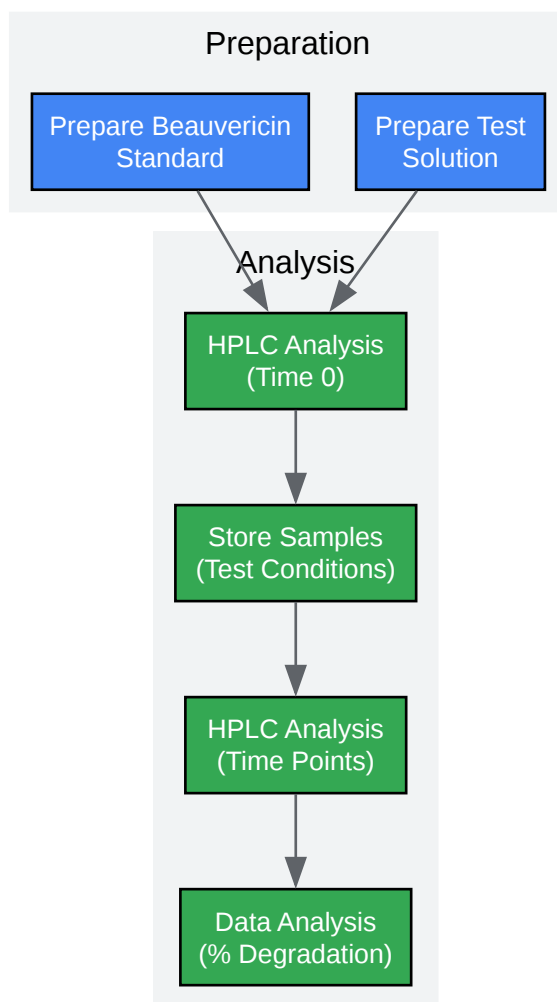 Preparation
Prepare Beauvericin
Standard
Prepare Test
Solution
Analysis
HPLC Analysis
(Time 0)
Store Samples
(Test Conditions)
HPLC Analysis
(Time Points)
Data Analysis
(% Degradation)